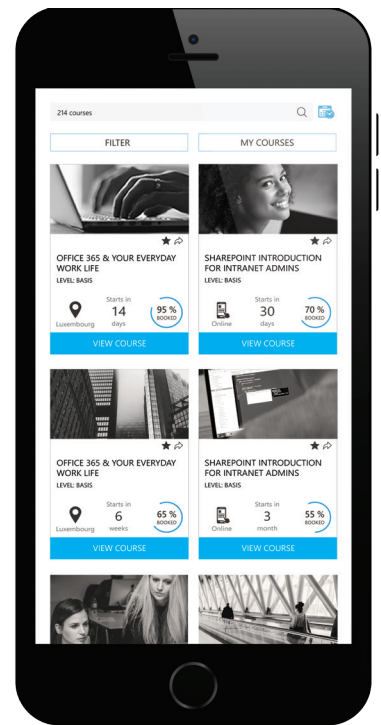 214 courses
FILTER
MY COURSES
OFFICE 365 & YOUR EVERYDAY
WORK LIFE
LEVEL: BASIS
Starts in
14
days
Luxembourg
95 %
BOOKED
VIEW COURSE
SHAREPOINT INTRODUCTION
FOR INTRANET ADMINS
LEVEL: BASIS
Starts in
30
days
Online
70 %
BOOKED
VIEW COURSE
OFFICE 365 & YOUR EVERYDAY
WORK LIFE
LEVEL: BASIS
Starts in
6
weeks
Luxembourg
65 %
BOOKED
VIEW COURSE
SHAREPOINT INTRODUCTION
FOR INTRANET ADMINS
LEVEL: BASIS
Starts in
3
month
Online
55 %
BOOKED
VIEW COURSE